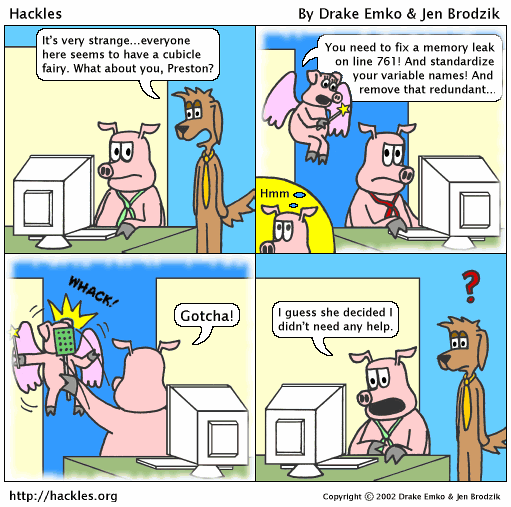 Hackles
By Drake Emko & Jen Brodzik
It's very strange...everyone
here seems to have a cubicle
fairy. What about you, Preston?
You need to fix a memory leak
on line 761! And standardize
your variable names! And
remove that redundant...
Hmm
WHACK!
Gotcha!
I guess she decided I
didn't need any help.
?
http://hackles.org
Copyright © 2002 Drake Emko & Jen Brodzik